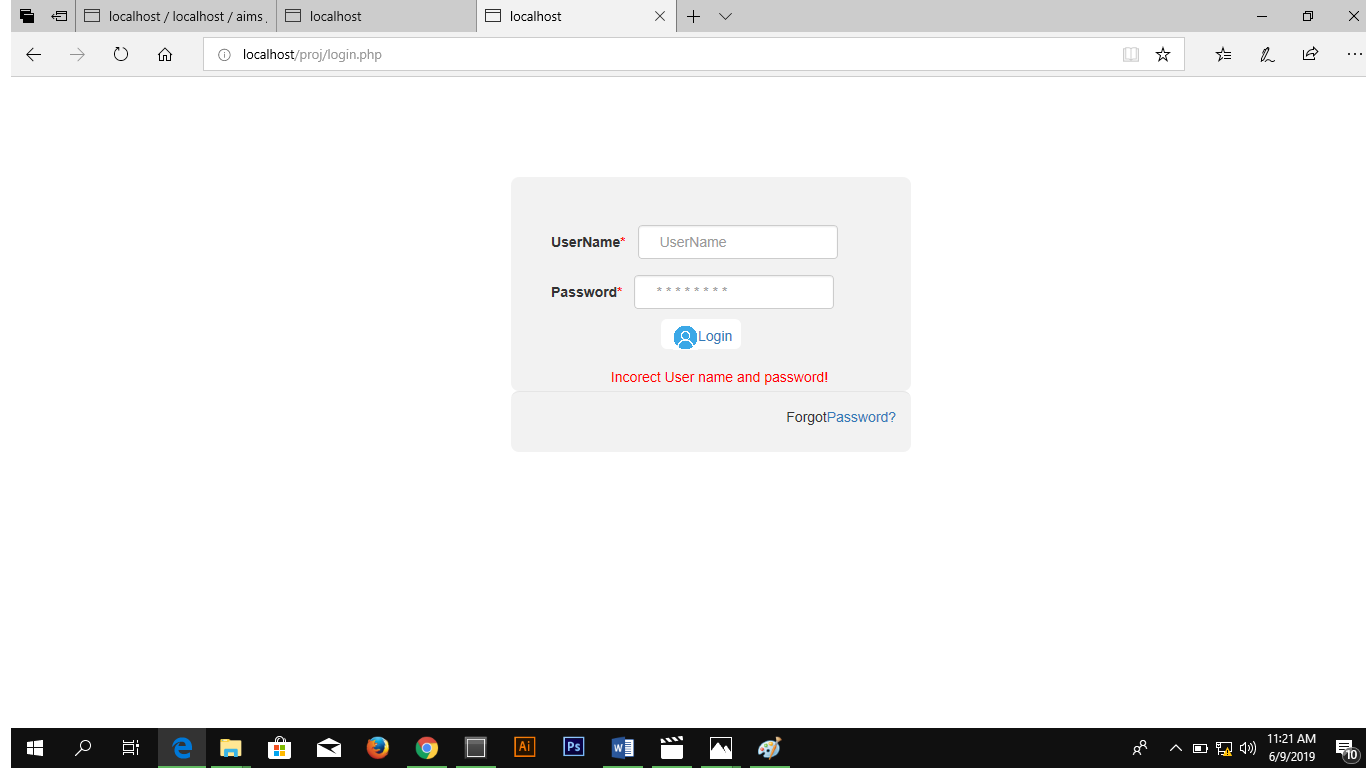 localhost / localhost / aims
localhost
localhost
localhost/proj/login.php
UserName* UserName
Password* ********
Login
Incorect User name and password!
ForgotPassword?
Ai
Ps
W
11:21 AM
6/9/2019
10